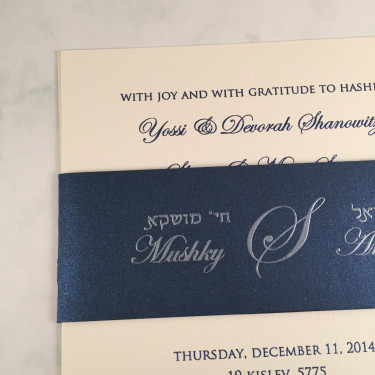 WITH JOY AND WITH GRATITUDE TO
Yossi & Devorah Shanowitz
חי׳ מושקא
Mushky
S
THURSDAY, DECEMBER 11, 2014
19 KISLEV, 5775